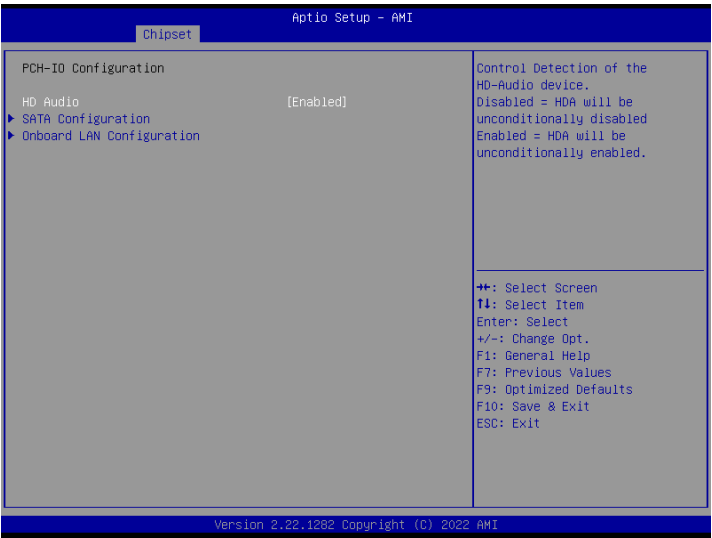 Aptio Setup – AMI
Chipset
PCH-IO Configuration
HD Audio [Enabled]
SATA Configuration
Onboard LAN Configuration
Control Detection of the
HD-Audio device.
Disabled = HDA will be
unconditionally disabled
Enabled = HDA will be
unconditionally enabled.
→←: Select Screen
↑↓: Select Item
Enter: Select
+/-: Change Opt.
F1: General Help
F7: Previous Values
F9: Optimized Defaults
F10: Save & Exit
ESC: Exit
Version 2.22.1282 Copyright (C) 2022 AMI